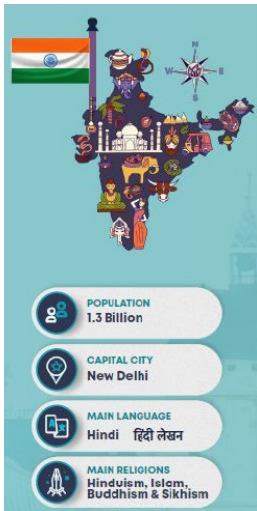 N
W E
S
POPULATION
1.3 Billion
CAPITAL CITY
New Delhi
MAIN LANGUAGE
Hindi हिंदी लेखन
MAIN RELIGIONS
Hinduism, Islam,
Buddhism & Sikhism